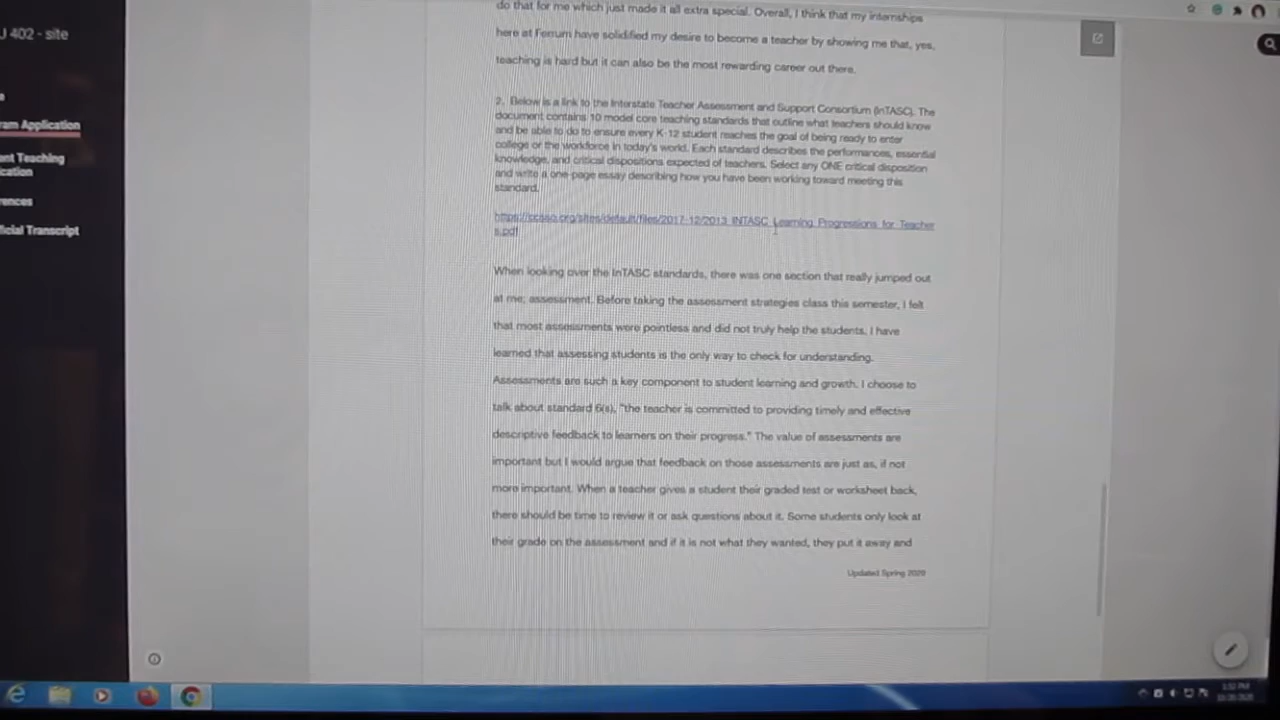 J 402 - site
ram Application
nt Teaching
cation
ences
ficial Transcript
do that for me which just made it all extra special. Overall, I think that my internships
here at Ferrum have solidified my desire to become a teacher by showing me that, yes,
teaching is hard but it can also be the most rewarding career out there.
2. Below is a link to the Interstate Teacher Assessment and Support Consortium (InTASC). The
document contains 10 model core teaching standards that outline what teachers should know
and be able to do to ensure every K-12 student reaches the goal of being ready to enter
college or the workforce in today's world. Each standard describes the performances, essential
knowledge, and critical dispositions expected of teachers. Select any ONE critical disposition
and write a one-page essay describing how you have been working toward meeting this
standard.
https://ccsso.org/sites/default/files/2017-12/2013_INTASC_Learning_Progressions_for_Teacher
s.pdf
When looking over the InTASC standards, there was one section that really jumped out
at me; assessment. Before taking the assessment strategies class this semester, I felt
that most assessments were pointless and did not truly help the students. I have
learned that assessing students is the only way to check for understanding.
Assessments are such a key component to student learning and growth. I choose to
talk about standard 6(s), "the teacher is committed to providing timely and effective
descriptive feedback to learners on their progress." The value of assessments are
important but I would argue that feedback on those assessments are just as, if not
more important. When a teacher gives a student their graded test or worksheet back,
there should be time to review it or ask questions about it. Some students only look at
their grade on the assessment and if it is not what they wanted, they put it away and
Updated Spring 2020